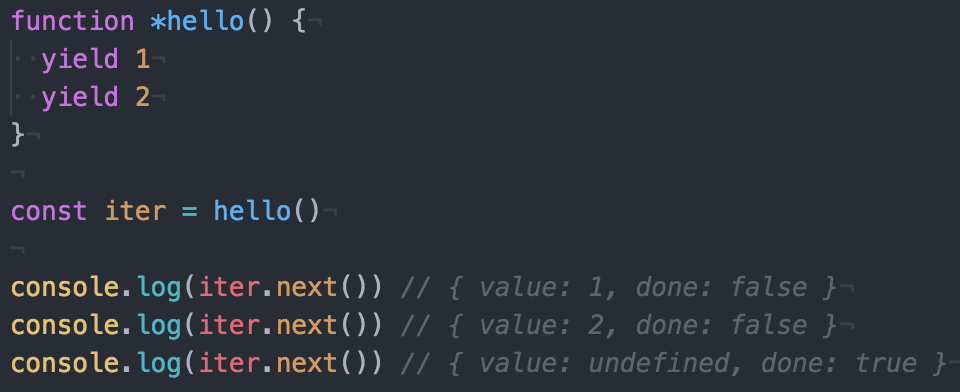 function *hello() {¬
··yield 1¬
··yield 2¬
}¬
¬
const iter = hello()¬
¬
console.log(iter.next()) // { value: 1, done: false }¬
console.log(iter.next()) // { value: 2, done: false }¬
console.log(iter.next()) // { value: undefined, done: true }¬